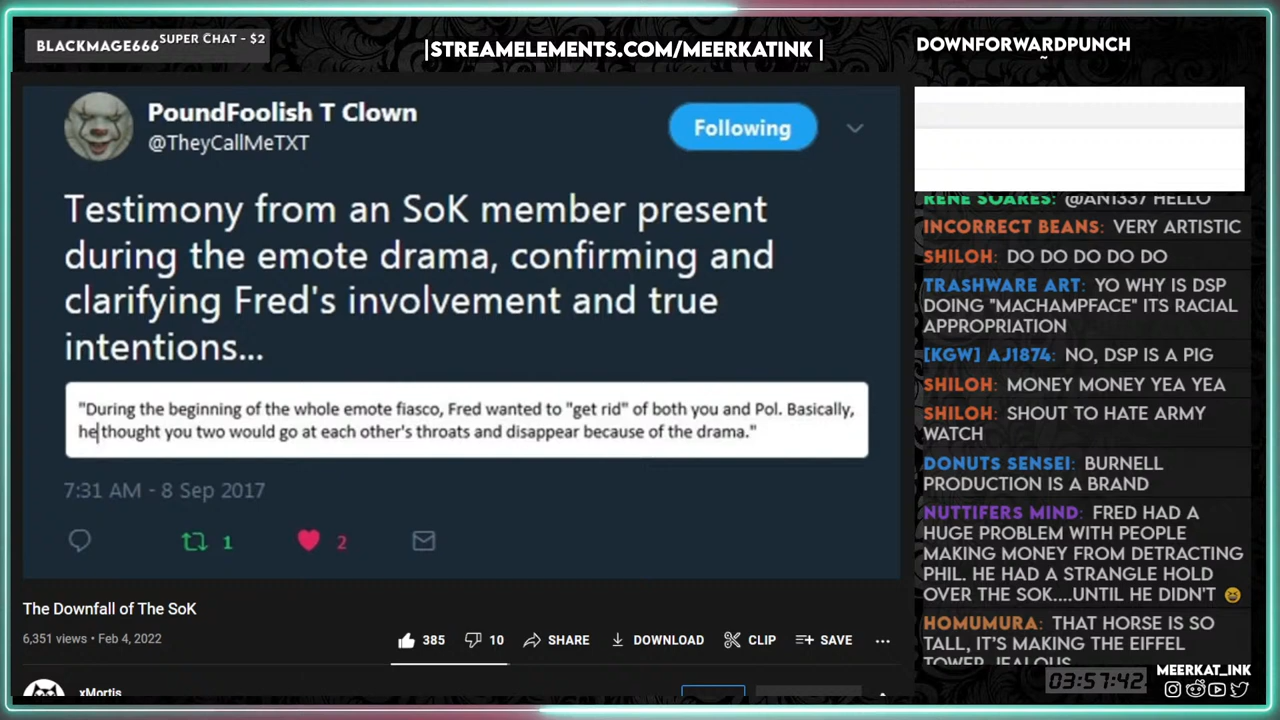 BLACKMAGE666 SUPER CHAT - $2
|STREAMELEMENTS.COM/MEERKATINK |
DOWNFORWARDPUNCH
~
PoundFoolish T Clown
@TheyCallMeTXT
Following
Testimony from an SoK member present
during the emote drama, confirming and
clarifying Fred's involvement and true
intentions...
"During the beginning of the whole emote fiasco, Fred wanted to "get rid" of both you and Pol. Basically,
he thought you two would go at each other's throats and disappear because of the drama."
7:31 AM - 8 Sep 2017
1
2
The Downfall of The SoK
6,351 views • Feb 4, 2022
385
10
SHARE
DOWNLOAD
CLIP
SAVE
xMortis
RENE SOARES: @AN1337 HELLO
INCORRECT BEANS: VERY ARTISTIC
SHILOH: DO DO DO DO DO
TRASHWARE ART: YO WHY IS DSP
DOING "MACHAMPFACE" ITS RACIAL
APPROPRIATION
[KGW] AJ1874: NO, DSP IS A PIG
SHILOH: MONEY MONEY YEA YEA
SHILOH: SHOUT TO HATE ARMY
WATCH
DONUTS SENSEI: BURNELL
PRODUCTION IS A BRAND
NUTTIFERS MIND: FRED HAD A
HUGE PROBLEM WITH PEOPLE
MAKING MONEY FROM DETRACTING
PHIL. HE HAD A STRANGLE HOLD
OVER THE SOK....UNTIL HE DIDN'T 😆
HOMUMURA: THAT HORSE IS SO
TALL, IT'S MAKING THE EIFFEL
TOWER JEALOUS
03:57:42
MEERKAT_INK